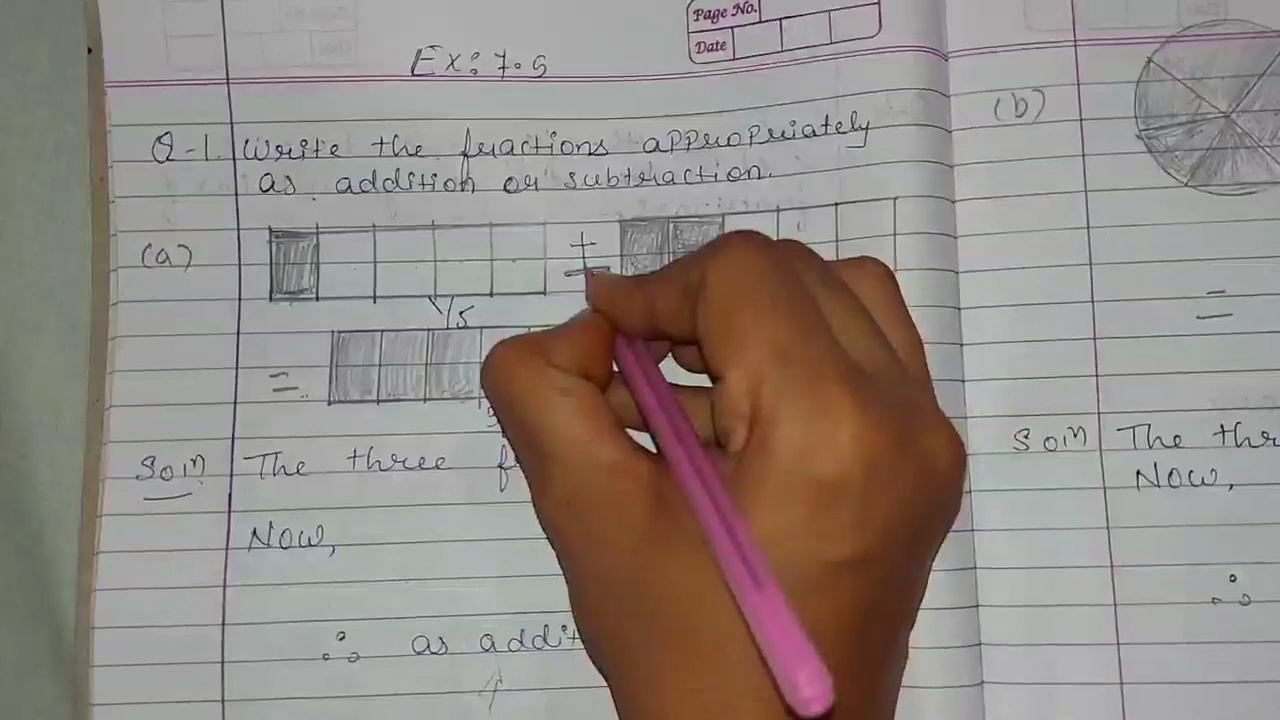 Page No.
Date
Ex: 7.5
Q-1. Write the fractions appropriately
as addition or subtraction.
(a)
+
1/5
=
Soln
The three
Now,
∴ as addit
(b)
=
Soln
The thr
Now,
∴